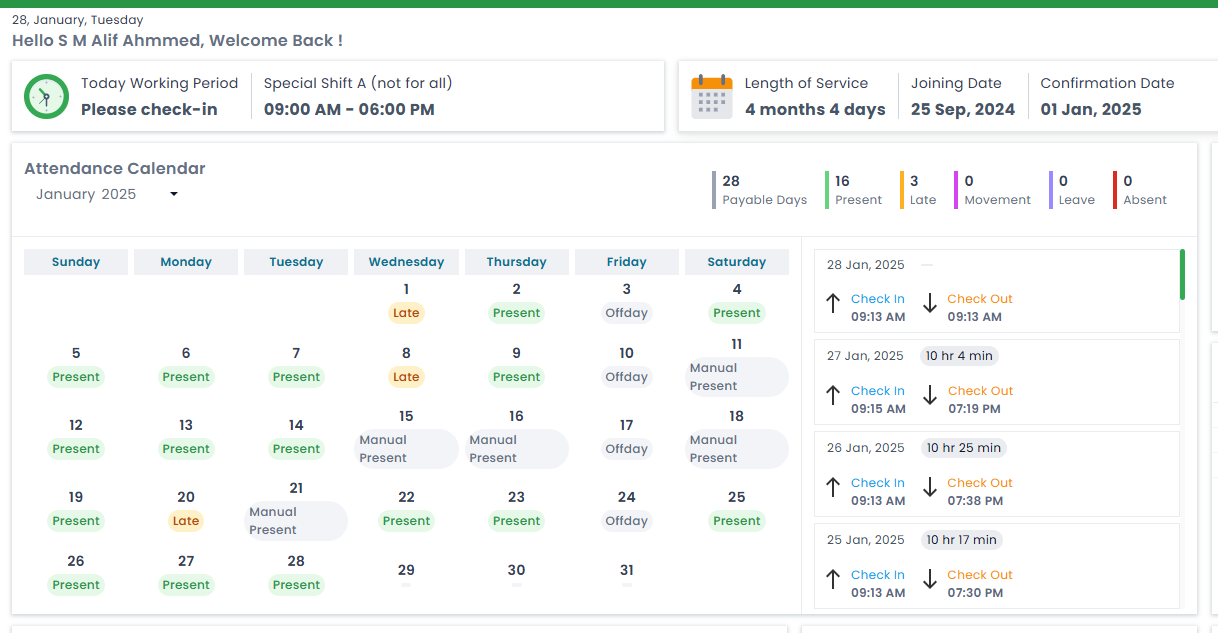 28, January, Tuesday
Hello S M Alif Ahmmed, Welcome Back !
Today Working Period
Please check-in
Special Shift A (not for all)
09:00 AM - 06:00 PM
Length of Service
4 months 4 days
Joining Date
25 Sep, 2024
Confirmation Date
01 Jan, 2025
Attendance Calendar
January 2025
28
Payable Days
16
Present
3
Late
0
Movement
0
Leave
0
Absent
Sunday Monday Tuesday Wednesday Thursday Friday Saturday
1 2 3 4
Late Present Offday Present
5 6 7 8 9 10 11
Present Present Present Late Present Offday Manual Present
12 13 14 15 16 17 18
Present Present Present Manual Present Manual Present Offday Manual Present
19 20 21 22 23 24 25
Present Late Manual Present Present Present Offday Present
26 27 28 29 30 31
Present Present Present
28 Jan, 2025
Check In Check Out
09:13 AM 09:13 AM
27 Jan, 2025 10 hr 4 min
Check In Check Out
09:15 AM 07:19 PM
26 Jan, 2025 10 hr 25 min
Check In Check Out
09:13 AM 07:38 PM
25 Jan, 2025 10 hr 17 min
Check In Check Out
09:13 AM 07:30 PM